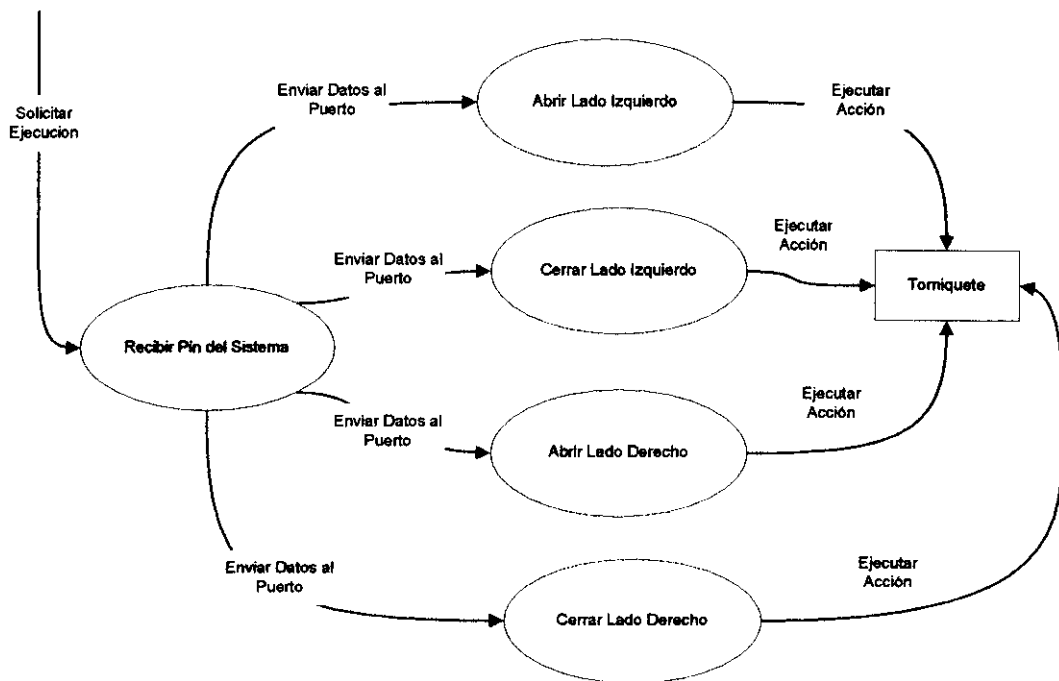 Solicitar
Ejecucion
Enviar Datos al
Puerto
Abrir Lado Izquierdo
Ejecutar
Acción
Enviar Datos al
Puerto
Cerrar Lado Izquierdo
Ejecutar
Acción
Torniquete
Recibir Pin del Sistema
Enviar Datos al
Puerto
Abrir Lado Derecho
Ejecutar
Acción
Enviar Datos al
Puerto
Cerrar Lado Derecho
Ejecutar
Acción